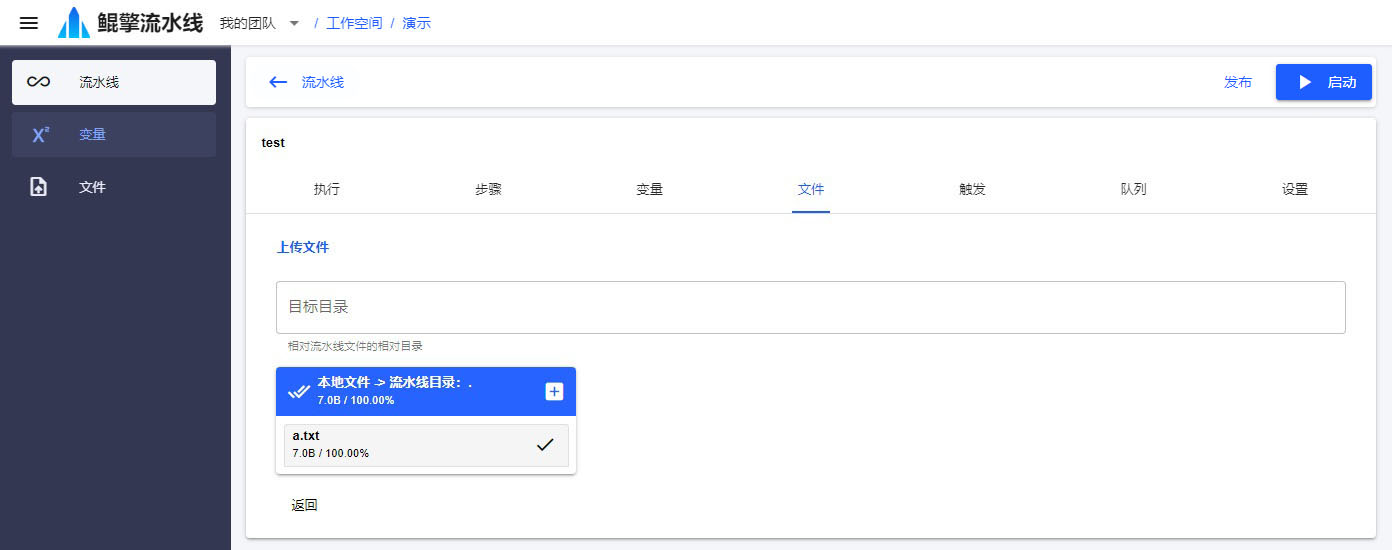 鲲擎流水线 我的团队 / 工作空间 / 演示
流水线
变量
文件
流水线 发布 启动
test
执行 步骤 变量 文件 触发 队列 设置
上传文件
目标目录
相对流水线文件的相对目录
本地文件 -> 流水线目录：.
7.0B / 100.00%
a.txt
7.0B / 100.00%
返回